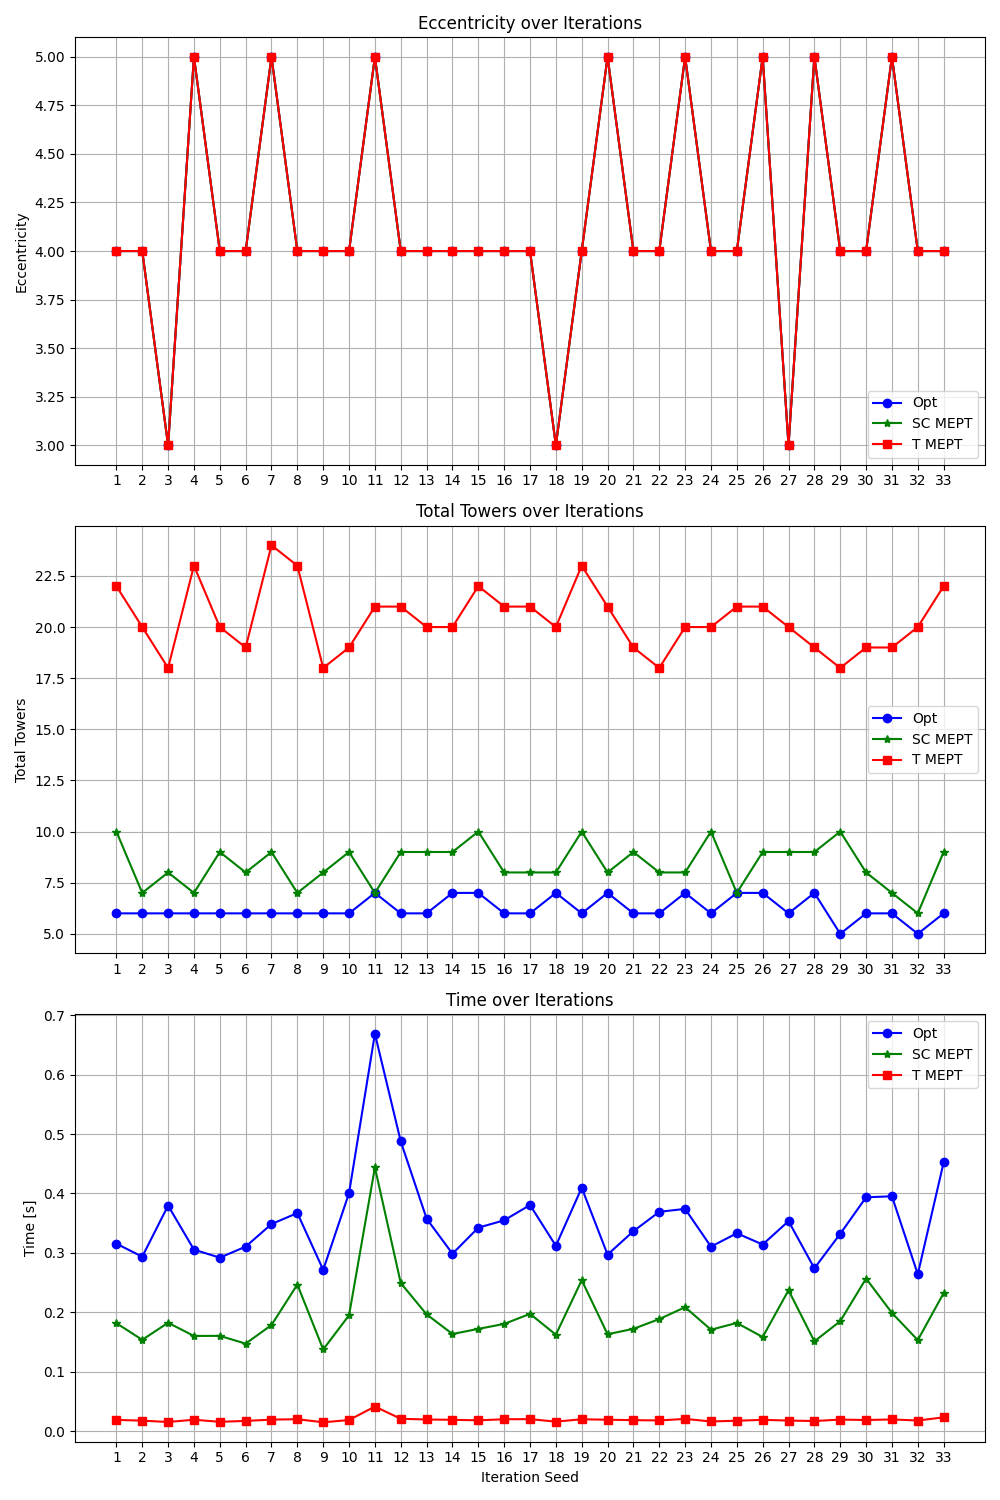 Eccentricity over Iterations
Eccentricity
5.00
4.75
4.50
4.25
4.00
3.75
3.50
3.25
3.00
Opt
SC MEPT
T MEPT
1 2 3 4 5 6 7 8 9 10 11 12 13 14 15 16 17 18 19 20 21 22 23 24 25 26 27 28 29 30 31 32 33
Total Towers over Iterations
Total Towers
22.5
20.0
17.5
15.0
12.5
10.0
7.5
5.0
Opt
SC MEPT
T MEPT
1 2 3 4 5 6 7 8 9 10 11 12 13 14 15 16 17 18 19 20 21 22 23 24 25 26 27 28 29 30 31 32 33
Time over Iterations
Time [s]
0.7
0.6
0.5
0.4
0.3
0.2
0.1
0.0
Opt
SC MEPT
T MEPT
1 2 3 4 5 6 7 8 9 10 11 12 13 14 15 16 17 18 19 20 21 22 23 24 25 26 27 28 29 30 31 32 33
Iteration Seed